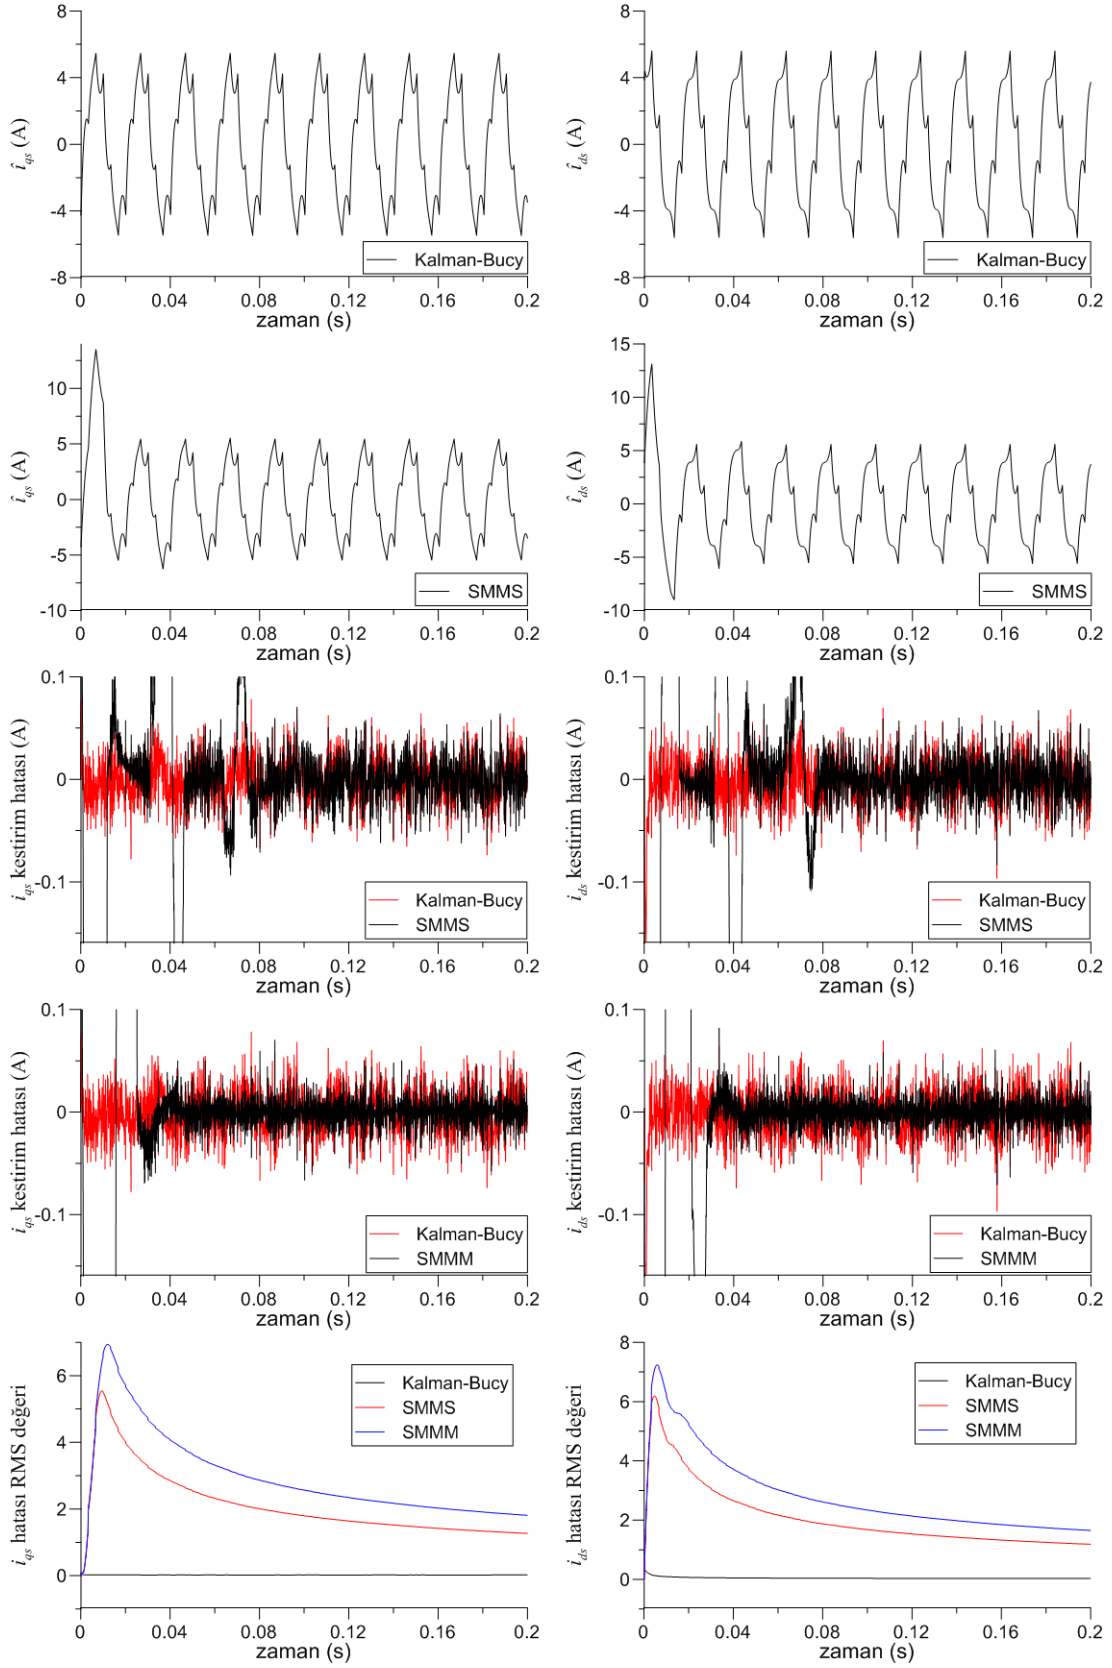 8
4
0
-4
-8
î_qs (A)
Kalman-Bucy
0 0.04 0.08 0.12 0.16 0.2
zaman (s)
8
4
0
-4
-8
î_ds (A)
Kalman-Bucy
0 0.04 0.08 0.12 0.16 0.2
zaman (s)
10
5
0
-5
-10
î_qs (A)
SMMS
0 0.04 0.08 0.12 0.16 0.2
zaman (s)
15
10
5
0
-5
-10
î_ds (A)
SMMS
0 0.04 0.08 0.12 0.16 0.2
zaman (s)
0.1
0
-0.1
i_qs kestirim hatası (A)
Kalman-Bucy
SMMS
0 0.04 0.08 0.12 0.16 0.2
zaman (s)
0.1
0
-0.1
i_ds kestirim hatası (A)
Kalman-Bucy
SMMS
0 0.04 0.08 0.12 0.16 0.2
zaman (s)
0.1
0
-0.1
i_qs kestirim hatası (A)
Kalman-Bucy
SMMM
0 0.04 0.08 0.12 0.16 0.2
zaman (s)
0.1
0
-0.1
i_ds kestirim hatası (A)
Kalman-Bucy
SMMM
0 0.04 0.08 0.12 0.16 0.2
zaman (s)
6
4
2
0
i_qs hatası RMS değeri
Kalman-Bucy
SMMS
SMMM
0 0.04 0.08 0.12 0.16 0.2
zaman (s)
8
6
4
2
0
i_ds hatası RMS değeri
Kalman-Bucy
SMMS
SMMM
0 0.04 0.08 0.12 0.16 0.2
zaman (s)